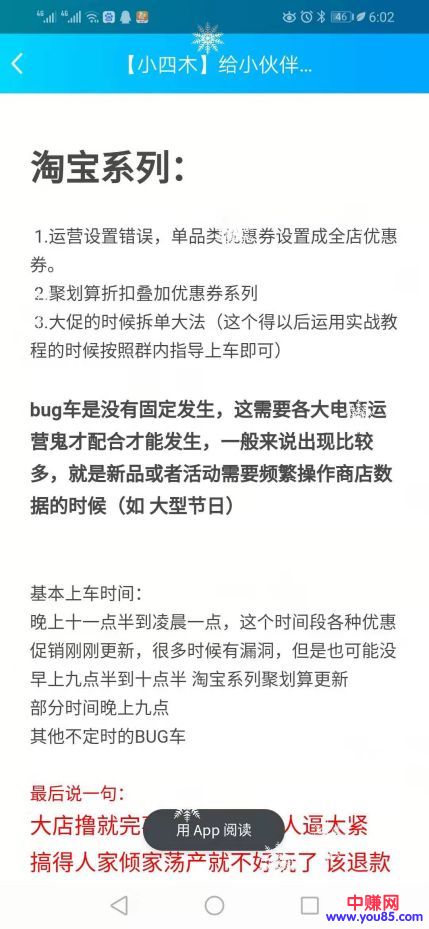 4G 4G 46 6:02
【小四木】给小伙伴...
淘宝系列：
1.运营设置错误，单品类优惠券设置成全店优惠
券。
2.聚划算折扣叠加优惠券系列
3.大促的时候拆单大法（这个得以后运用实战教
程的时候按照群内指导上车即可）
bug车是没有固定发生，这需要各大电商运
营鬼才配合才能发生，一般来说出现比较
多，就是新品或者活动需要频繁操作商店数
据的时候（如 大型节日）
基本上车时间：
晚上十一点半到凌晨一点，这个时间段各种优惠
促销刚刚更新，很多时候有漏洞，但是也可能没
早上九点半到十点半 淘宝系列聚划算更新
部分时间晚上九点
其他不定时的BUG车
最后说一句：
大店撸就完 人逼太紧
用 App 阅读
搞得人家倾家荡产就不好玩了 该退款
中赚网
www.you85.com